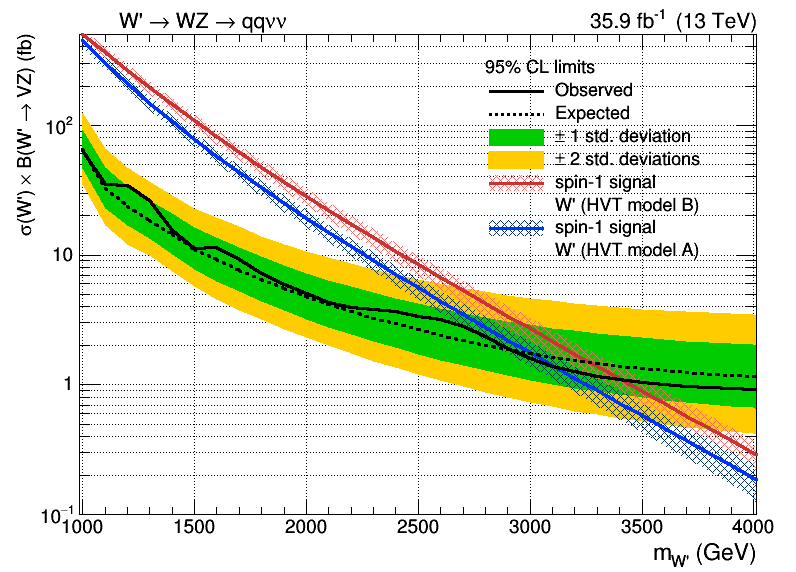 W' → WZ → qqνν
35.9 fb⁻¹ (13 TeV)
σ(W') × B(W' → VZ) (fb)
95% CL limits
Observed
Expected
± 1 std. deviation
± 2 std. deviations
spin-1 signal
W' (HVT model B)
spin-1 signal
W' (HVT model A)
10²
10
1
10⁻¹
1000 1500 2000 2500 3000 3500 4000
m_W' (GeV)